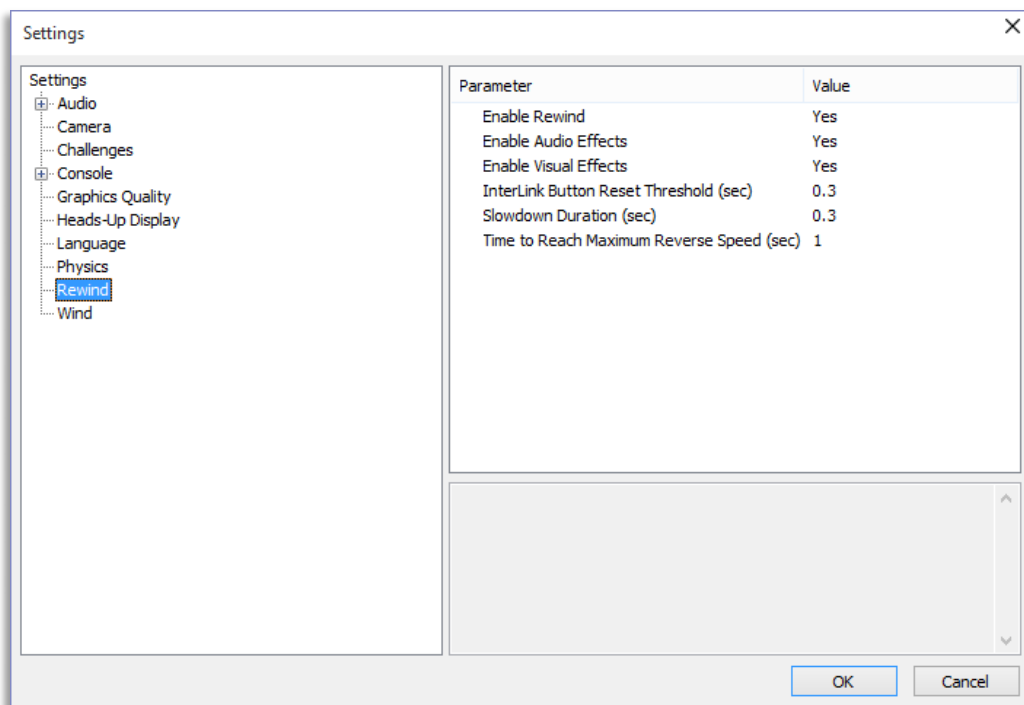 Settings
Settings
Audio
Camera
Challenges
Console
Graphics Quality
Heads-Up Display
Language
Physics
Rewind
Wind
Parameter Value
Enable Rewind Yes
Enable Audio Effects Yes
Enable Visual Effects Yes
InterLink Button Reset Threshold (sec) 0.3
Slowdown Duration (sec) 0.3
Time to Reach Maximum Reverse Speed (sec) 1
OK Cancel